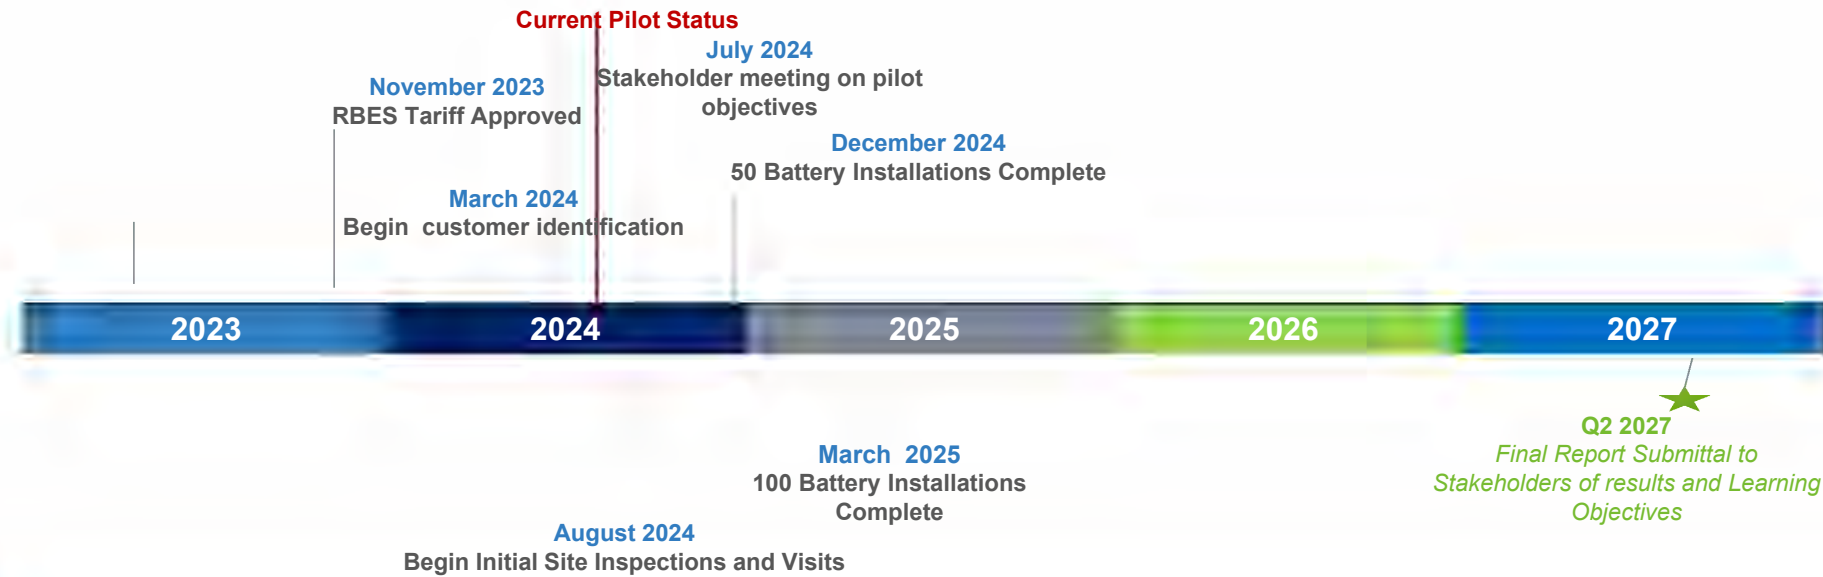 Current Pilot Status
July 2024
Stakeholder meeting on pilot
objectives
November 2023
RBES Tariff Approved
December 2024
50 Battery Installations Complete
March 2024
Begin  customer identification
2023
2024
2025
2026
2027
Q2 2027
Final Report Submittal to
Stakeholders of results and Learning
Objectives
March  2025
100 Battery Installations
Complete
August 2024
Begin Initial Site Inspections and Visits